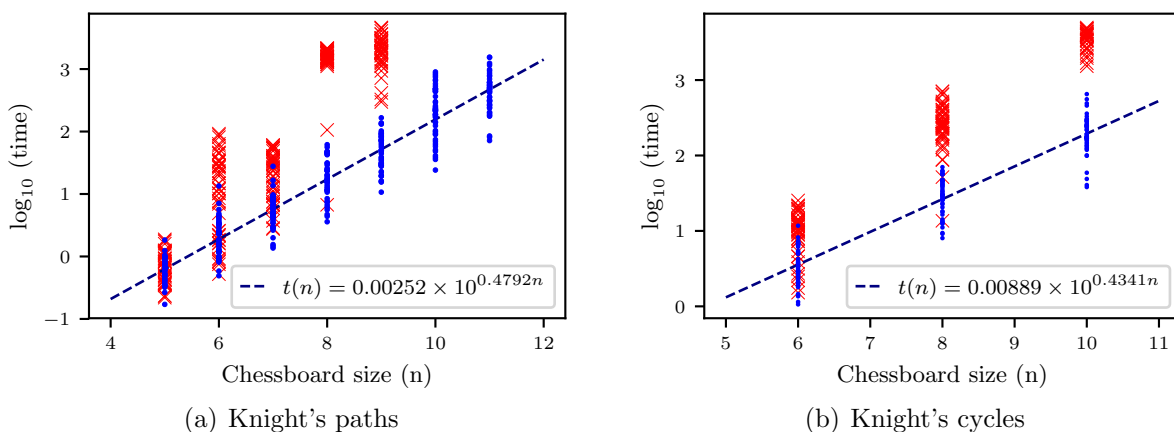 log₁₀ (time)
3
2
1
0
−1
4
6
8
10
12
t(n) = 0.00252 × 10^{0.4792n}
Chessboard size (n)
(a) Knight's paths
log₁₀ (time)
3
2
1
0
5
6
7
8
9
10
11
t(n) = 0.00889 × 10^{0.4341n}
Chessboard size (n)
(b) Knight's cycles